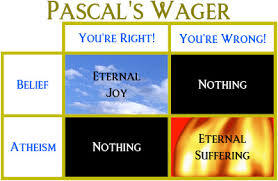 PASCAL'S WAGER
YOU'RE RIGHT! YOU'RE WRONG!
BELIEF ETERNAL JOY NOTHING
ATHEISM NOTHING ETERNAL SUFFERING